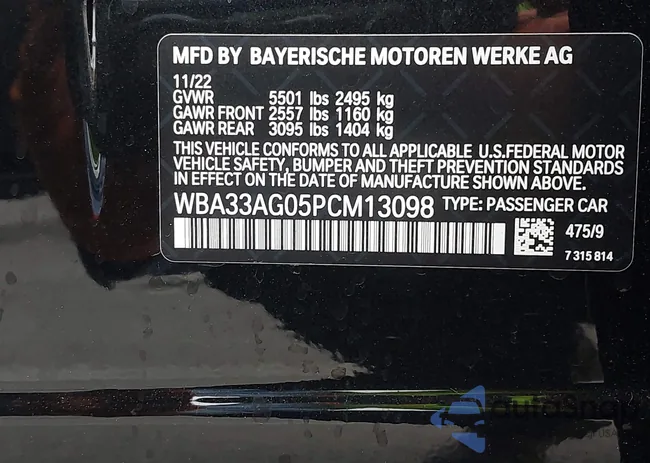 MFD BY BAYERISCHE MOTOREN WERKE AG
11/22
GVWR 5501 lbs 2495 kg
GAWR FRONT 2557 lbs 1160 kg
GAWR REAR 3095 lbs 1404 kg
THIS VEHICLE CONFORMS TO ALL APPLICABLE U.S.FEDERAL MOTOR
VEHICLE SAFETY, BUMPER AND THEFT PREVENTION STANDARDS
IN EFFECT ON THE DATE OF MANUFACTURE SHOWN ABOVE.
WBA33AG05PCM13098 TYPE: PASSENGER CAR
475/9
7 315 814